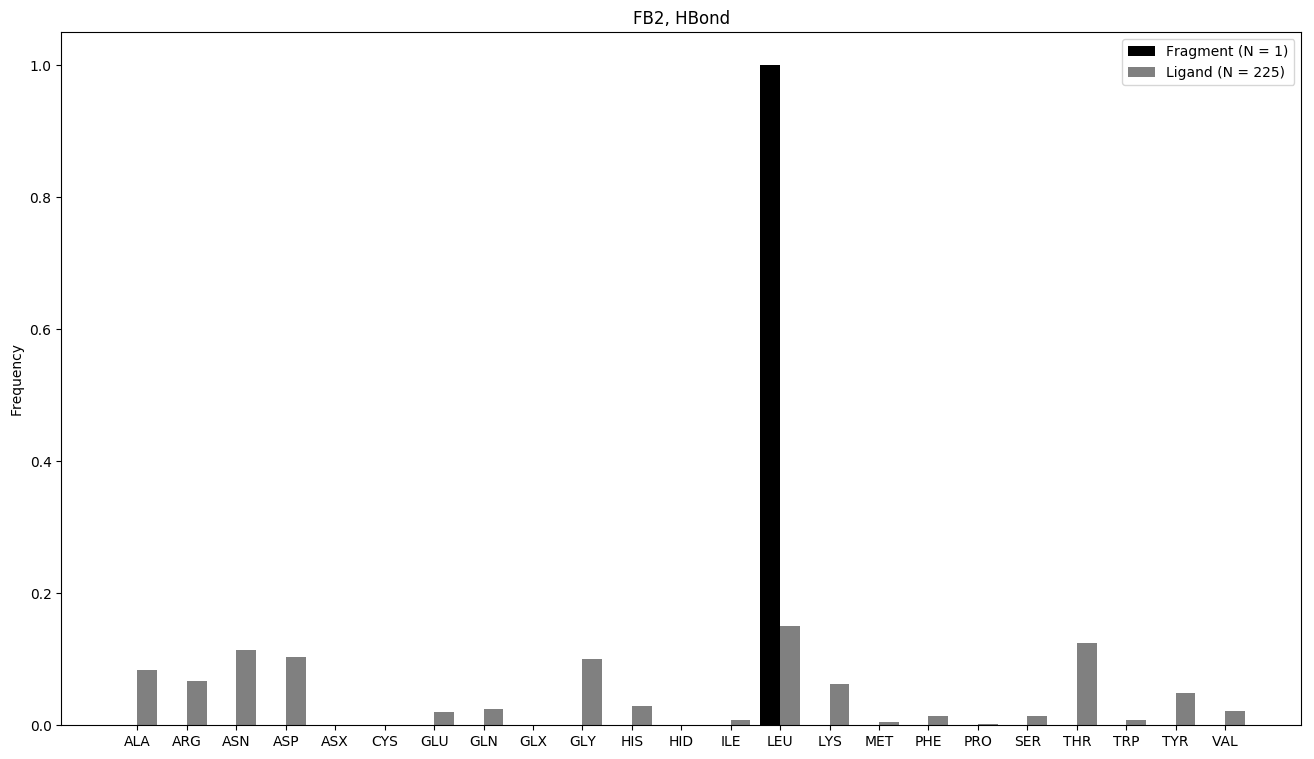 FB2, HBond
Fragment (N = 1)
Ligand (N = 225)
Frequency
1.0
0.8
0.6
0.4
0.2
0.0
ALA ARG ASN ASP ASX CYS GLU GLN GLX GLY HIS HID ILE LEU LYS MET PHE PRO SER THR TRP TYR VAL